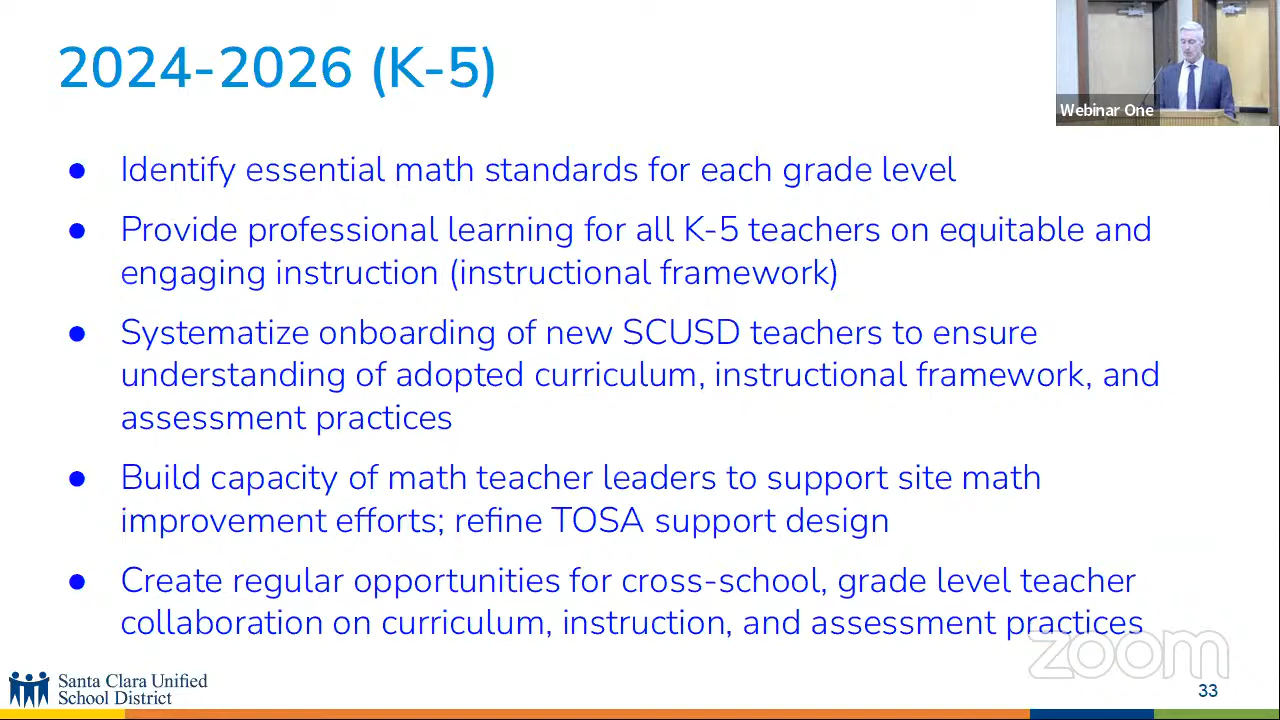 2024-2026 (K-5)
Webinar One
● Identify essential math standards for each grade level
● Provide professional learning for all K-5 teachers on equitable and
engaging instruction (instructional framework)
● Systematize onboarding of new SCUSD teachers to ensure
understanding of adopted curriculum, instructional framework, and
assessment practices
● Build capacity of math teacher leaders to support site math
improvement efforts; refine TOSA support design
● Create regular opportunities for cross-school, grade level teacher
collaboration on curriculum, instruction, and assessment practices
zoom
Santa Clara Unified
School District
33